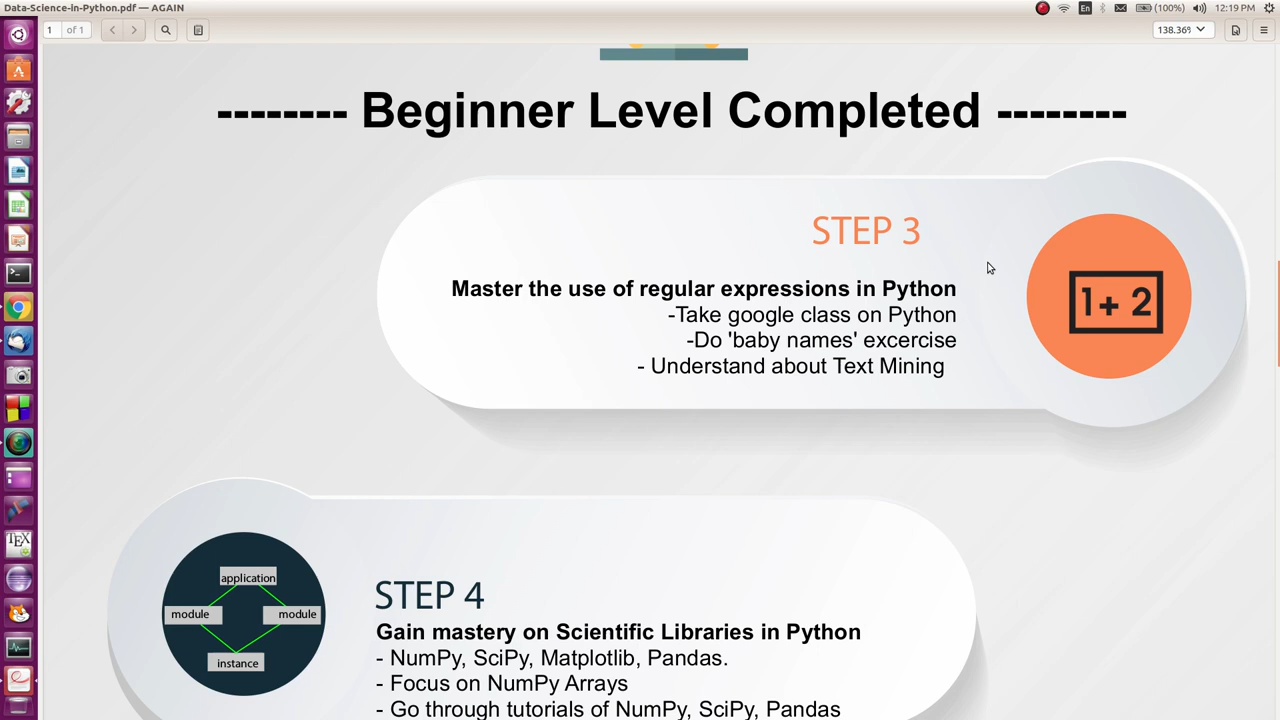 Data-Science-In-Python.pdf — AGAIN
En
(100%)
12:19 PM
1
of 1
138.36%
-------- Beginner Level Completed --------
STEP 3
Master the use of regular expressions in Python
-Take google class on Python
-Do 'baby names' excercise
- Understand about Text Mining
1+ 2
application
module
module
instance
STEP 4
Gain mastery on Scientific Libraries in Python
- NumPy, SciPy, Matplotlib, Pandas.
- Focus on NumPy Arrays
- Go through tutorials of NumPy, SciPy, Pandas
TEX